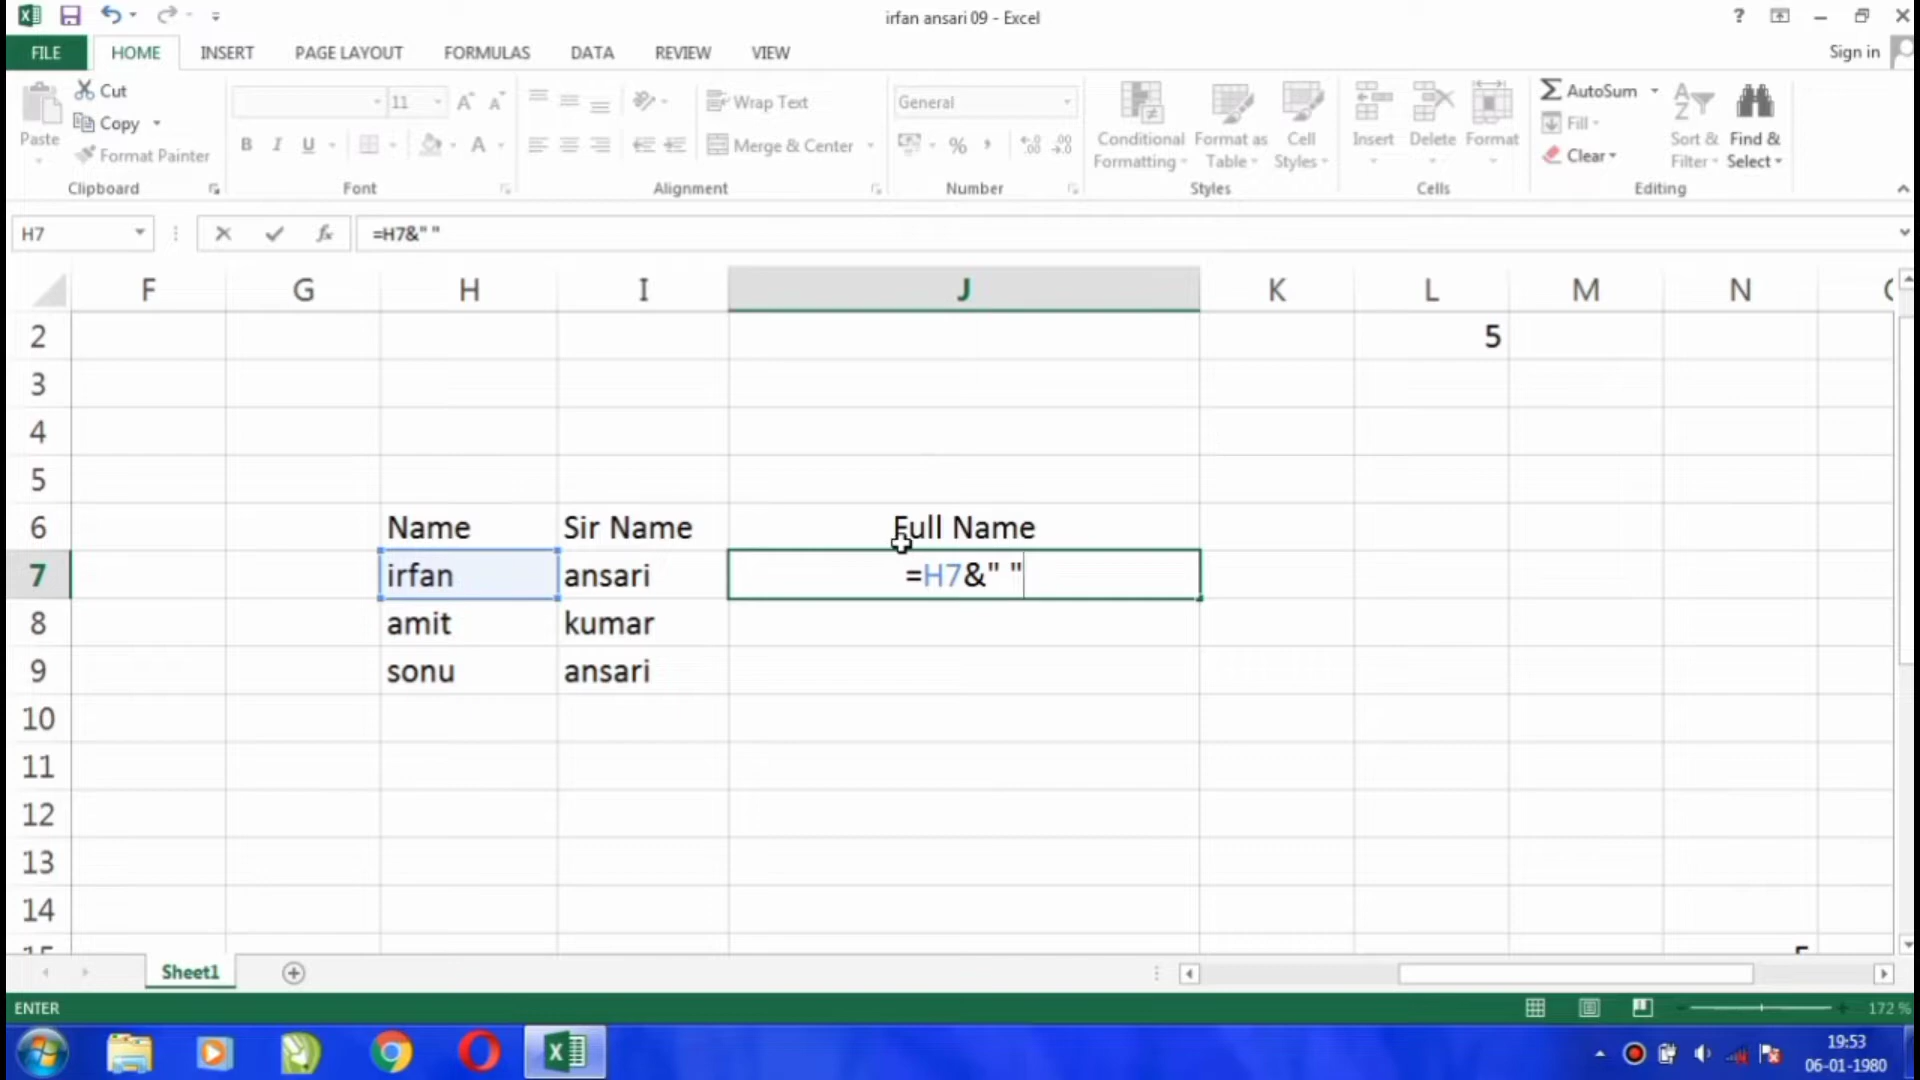 irfan ansari 09 - Excel
?
FILE HOME INSERT PAGE LAYOUT FORMULAS DATA REVIEW VIEW Sign in
Paste
Cut
Copy
Format Painter
Clipboard
11
B I U
Font
Wrap Text
Merge & Center
Alignment
General
%
Number
Conditional Formatting
Format as Table
Cell Styles
Styles
Insert Delete Format
Cells
AutoSum
Fill
Clear
Sort & Filter
Find & Select
Editing
H7 fx =H7&" "
F G H I J K L M N
2 5
3
4
5
6 Name Sir Name Full Name
7 irfan ansari =H7&" "
8 amit kumar
9 sonu ansari
10
11
12
13
14
15
Sheet1
ENTER 172 %
19:53
06-01-1980